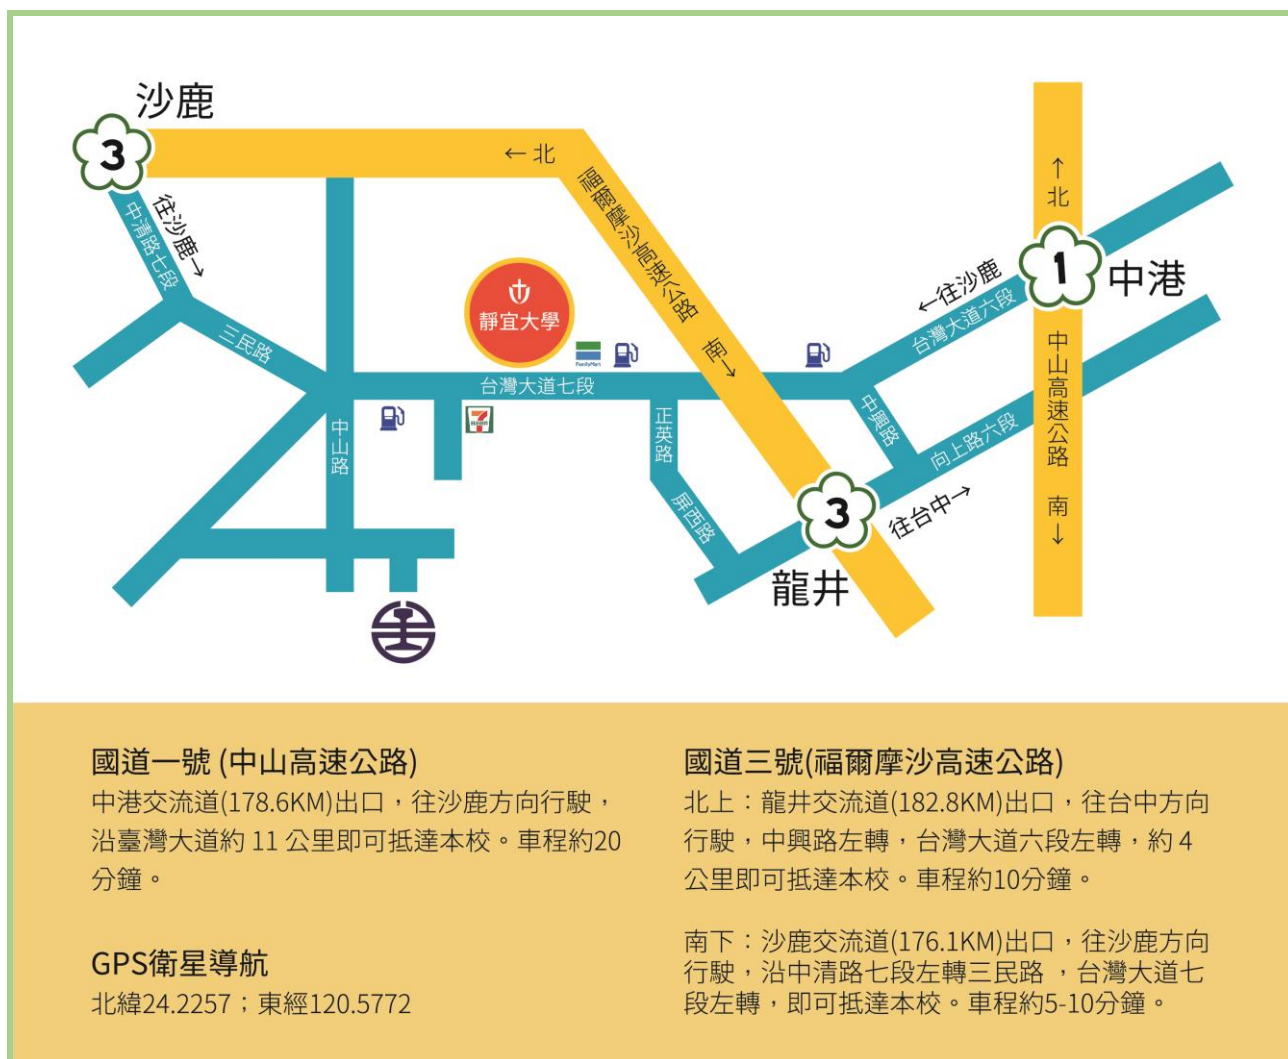 沙鹿
3
←北
往沙鹿→
中清路七段
福爾摩沙高速公路 南→
↑北
1
中港
←往沙鹿
台灣大道六段
靜宜大學
FamilyMart
三民路
台灣大道七段
中山路
7
正英路
中興路
中山高速公路 南↓
向上路六段
屏西路
3
往台中→
龍井
國道一號 (中山高速公路)
中港交流道(178.6KM)出口，往沙鹿方向行駛，
沿臺灣大道約 11 公里即可抵達本校。車程約20
分鐘。
GPS衛星導航
北緯24.2257；東經120.5772
國道三號(福爾摩沙高速公路)
北上：龍井交流道(182.8KM)出口，往台中方向
行駛，中興路左轉，台灣大道六段左轉，約 4
公里即可抵達本校。車程約10分鐘。
南下：沙鹿交流道(176.1KM)出口，往沙鹿方向
行駛，沿中清路七段左轉三民路 ，台灣大道七
段左轉，即可抵達本校。車程約5-10分鐘。